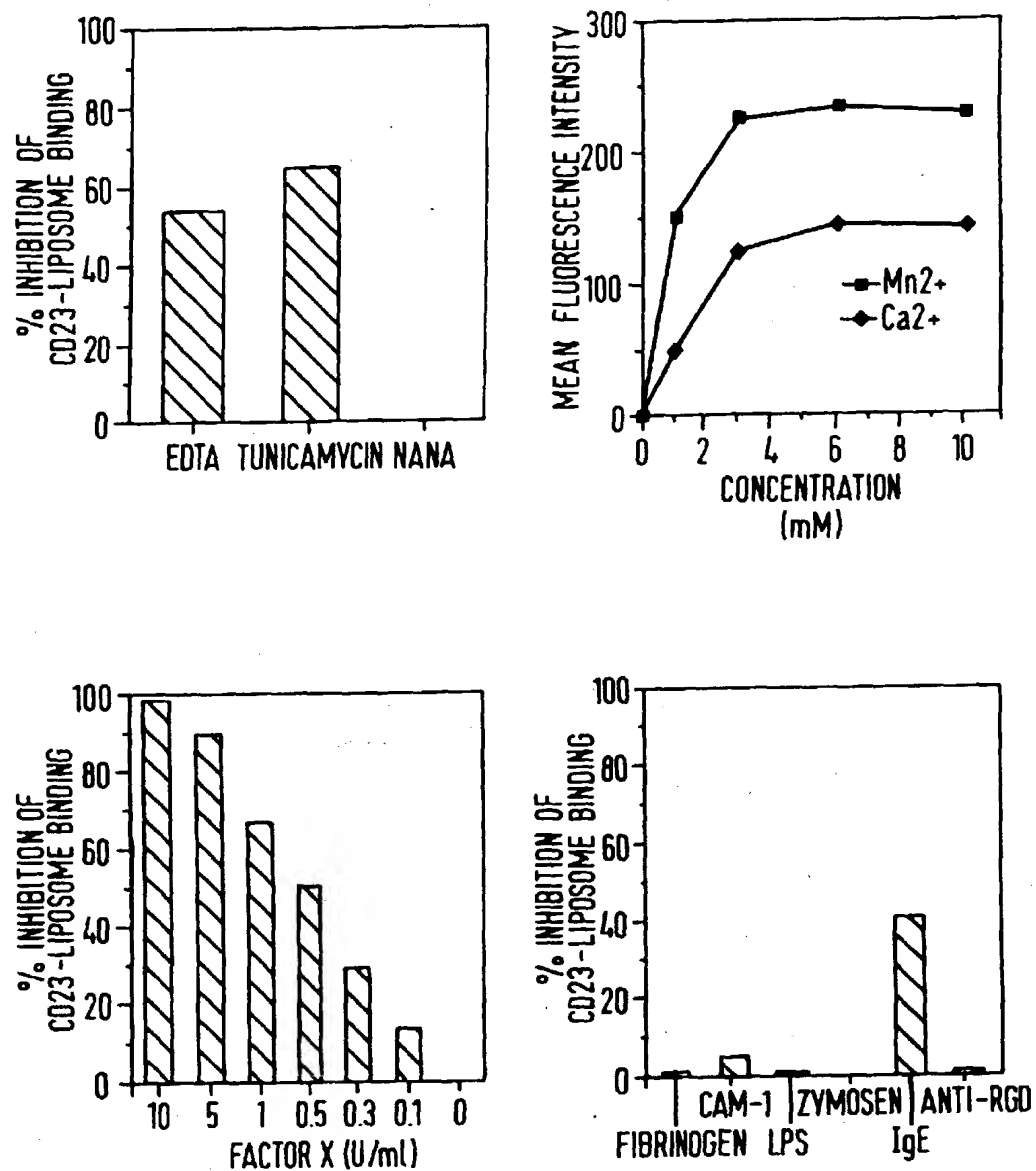 % INHIBITION OF
CD23-LIPOSOME BINDING
100
80
60
40
20
0
EDTA TUNICAMYCIN NANA
MEAN FLUORESCENCE INTENSITY
300
200
100
0
Mn2+
Ca2+
0 2 4 6 8 10
CONCENTRATION
(mM)
% INHIBITION OF
CD23-LIPOSOME BINDING
100
80
60
40
20
0
10 5 1 0.5 0.3 0.1 0
FACTOR X (U/ml)
% INHIBITION OF
CD23-LIPOSOME BINDING
100
80
60
40
20
0
CAM-1 ZYMOSEN ANTI-RGD
FIBRINOGEN LPS IgE